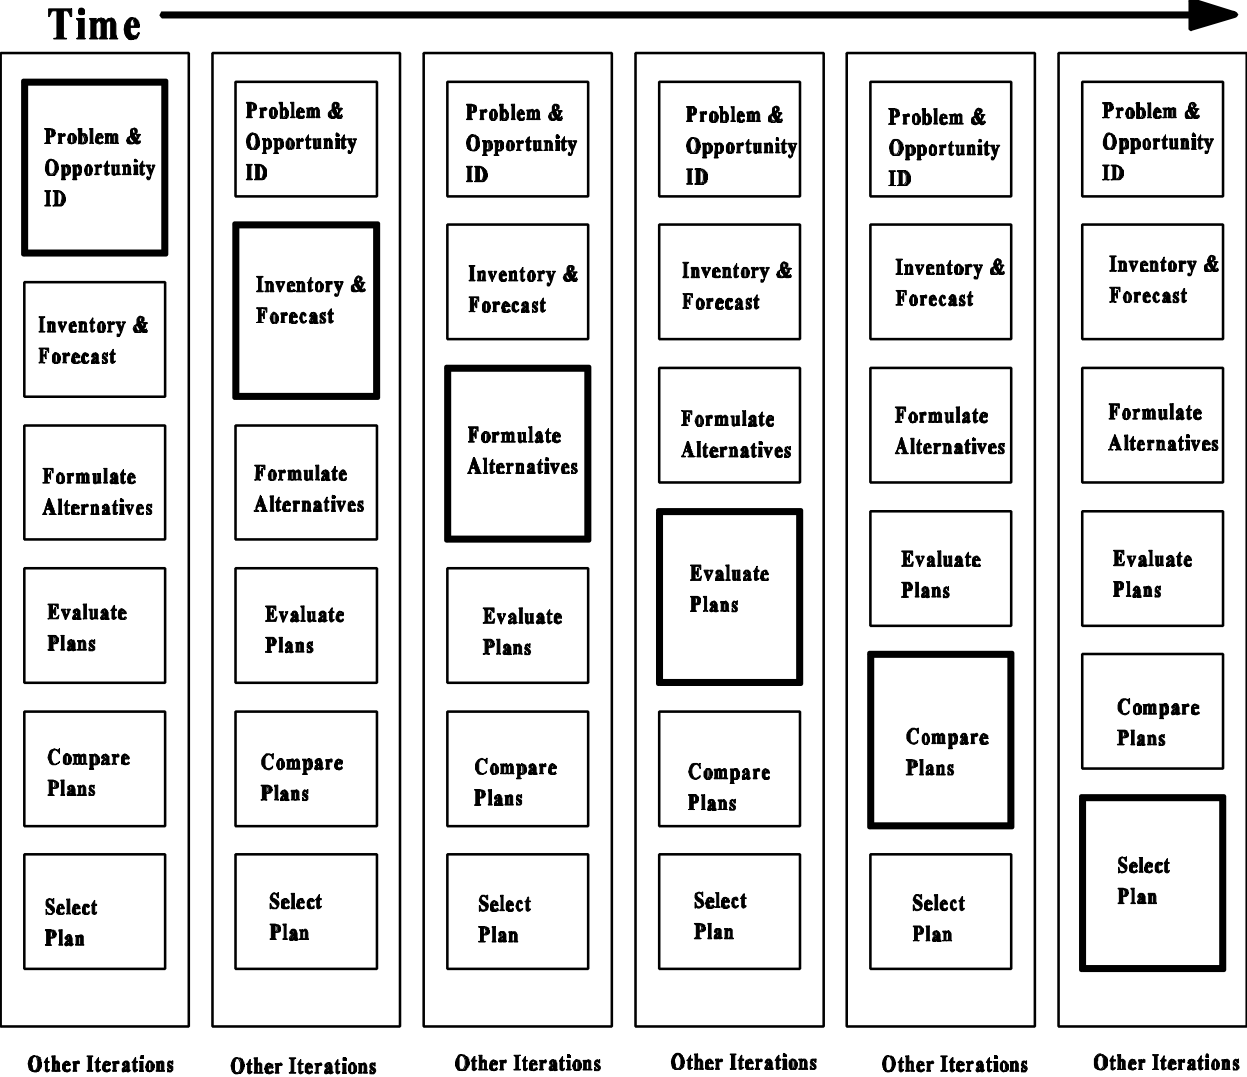 Time
Problem &
Opportunity
ID
Inventory &
Forecast
Formulate
Alternatives
Evaluate
Plans
Compare
Plans
Select
Plan
Other Iterations
Problem &
Opportunity
ID
Inventory &
Forecast
Formulate
Alternatives
Evaluate
Plans
Compare
Plans
Select
Plan
Other Iterations
Problem &
Opportunity
ID
Inventory &
Forecast
Formulate
Alternatives
Evaluate
Plans
Compare
Plans
Select
Plan
Other Iterations
Problem &
Opportunity
ID
Inventory &
Forecast
Formulate
Alternatives
Evaluate
Plans
Compare
Plans
Select
Plan
Other Iterations
Problem &
Opportunity
ID
Inventory &
Forecast
Formulate
Alternatives
Evaluate
Plans
Compare
Plans
Select
Plan
Other Iterations
Problem &
Opportunity
ID
Inventory &
Forecast
Formulate
Alternatives
Evaluate
Plans
Compare
Plans
Select
Plan
Other Iterations